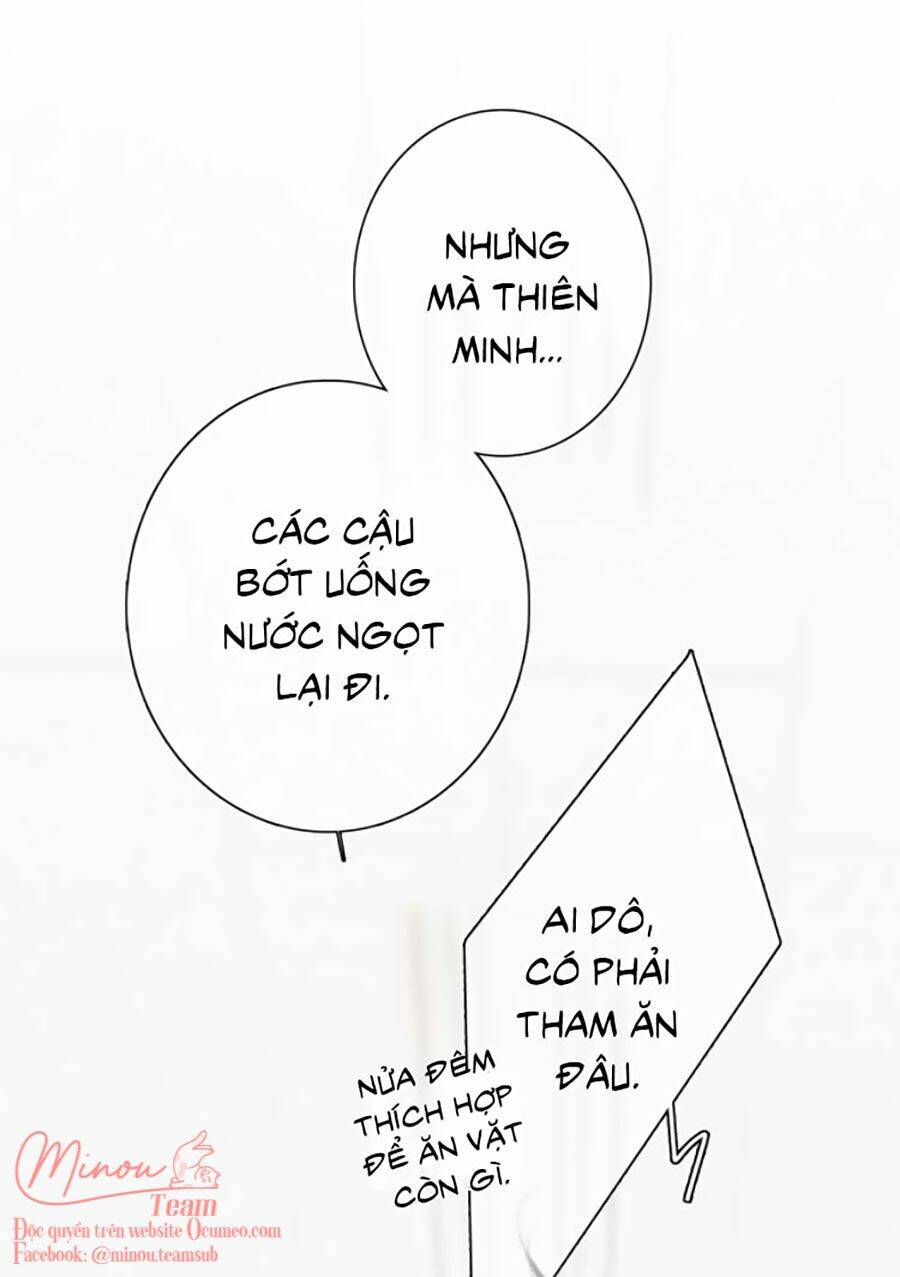 NHƯNG
MÀ THIÊN
MINH...
CÁC CẬU
BỚT UỐNG
NƯỚC NGỌT
LẠI ĐI.
AI DÔ,
CÓ PHẢI
THAM ĂN
ĐÂU.
NỬA ĐÊM
THÍCH HỢP
ĐỂ ĂN VẶT
CÒN GÌ.
Minou
Team
Độc quyền trên website Ocumeo.com
Facebook: @minou.teamsub